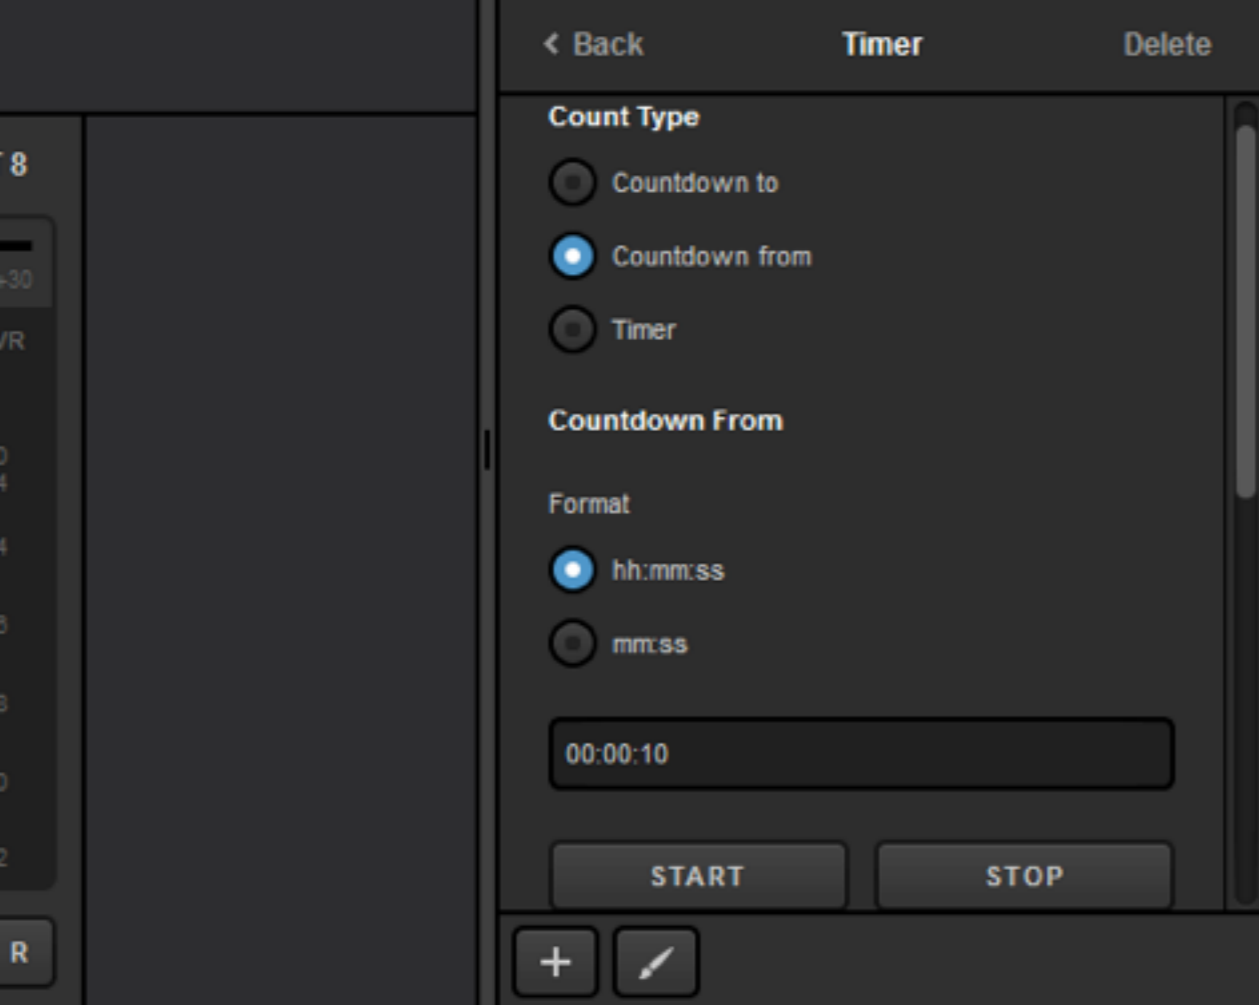 Back Timer Delete
Count Type
Countdown to
Countdown from
Timer
Countdown From
Format
hh:mm:ss
mm:ss
00:00:10
START STOP
8
+30
R